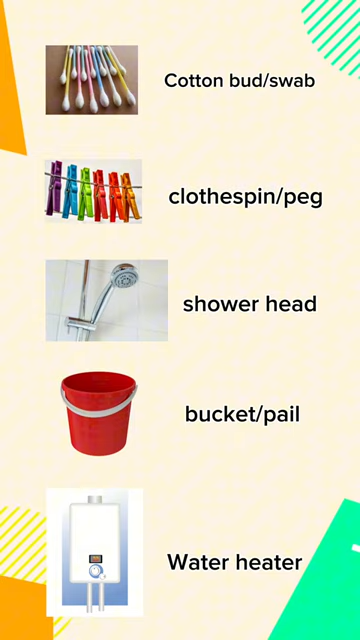 Cotton bud/swab
clothespin/peg
shower head
bucket/pail
Water heater